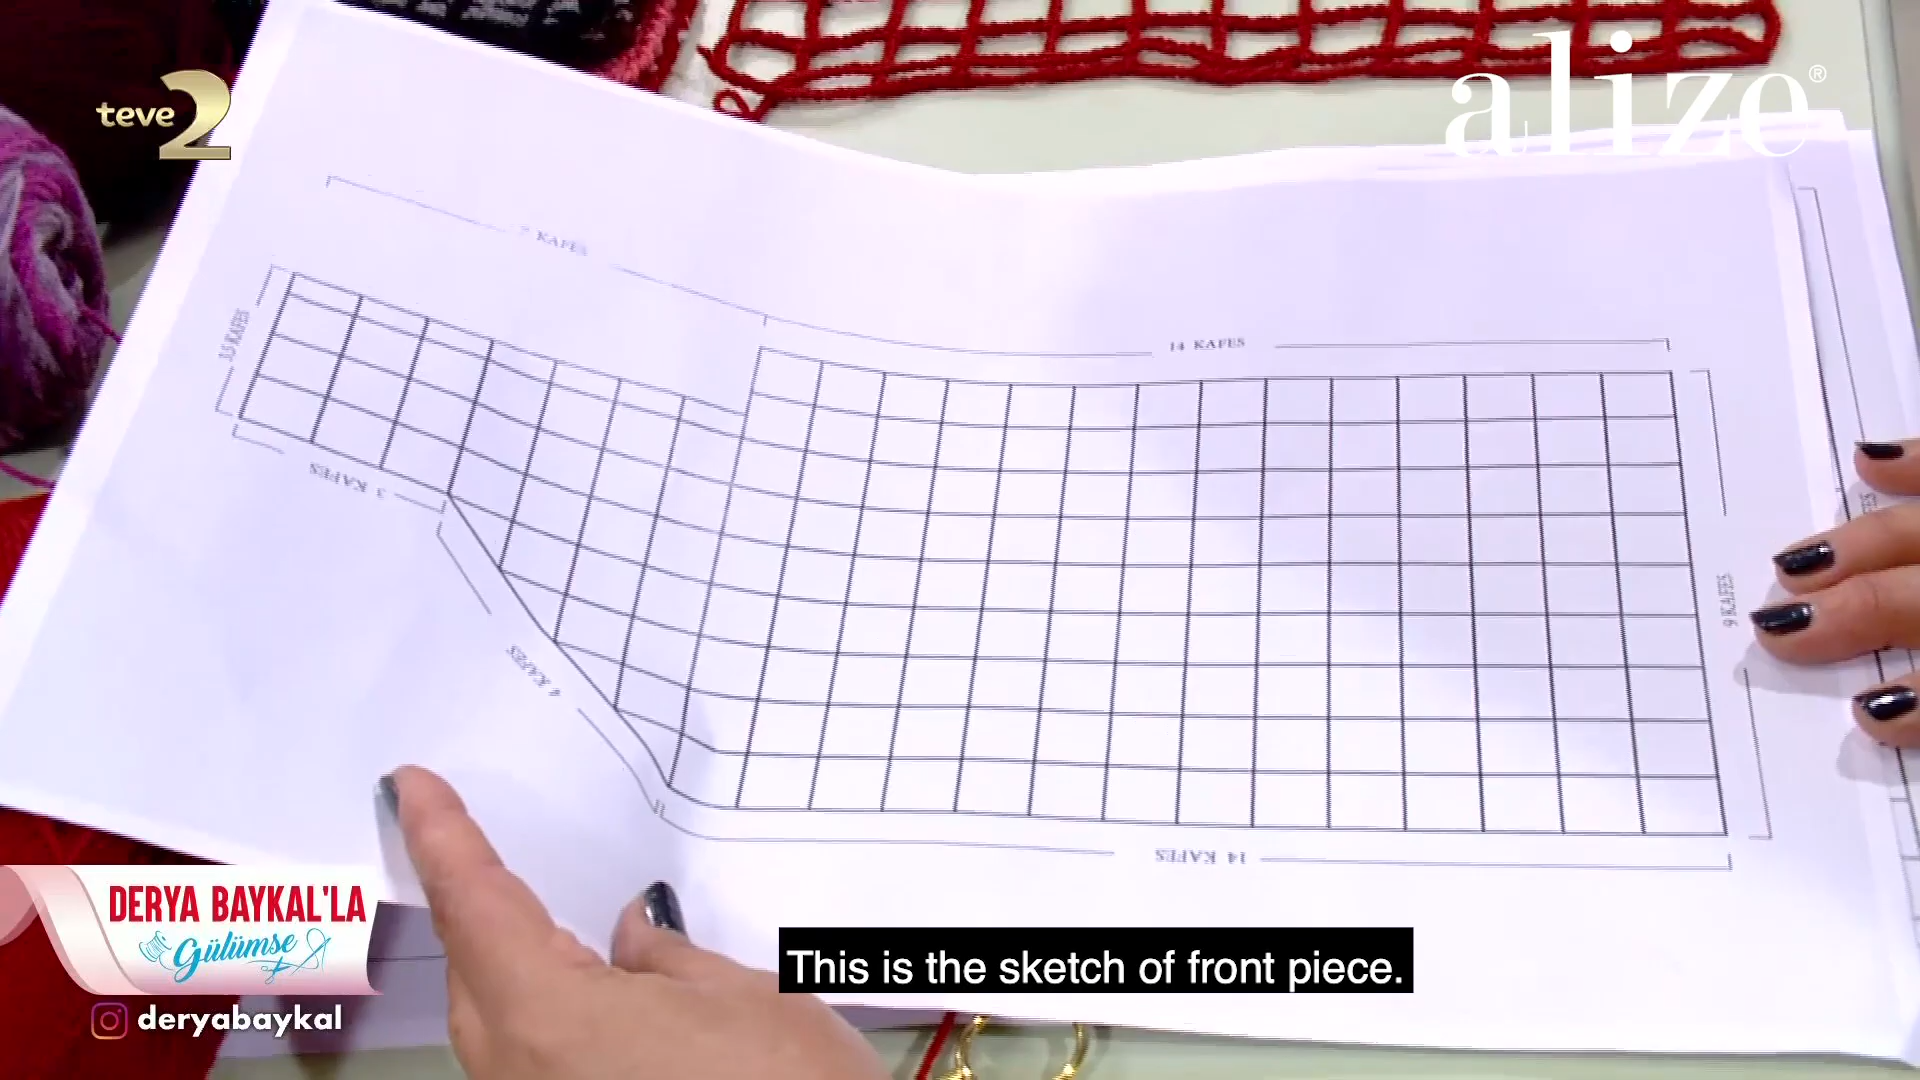 teve2
alize®
7 KAFES
14 KAFES
3,5 KAFES
3 KAFES
9 KAFES
4 KAFES
14 KAFES
DERYA BAYKAL'LA
Gülümse
deryabaykal
This is the sketch of front piece.